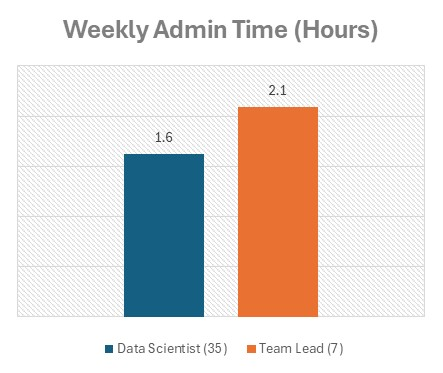 Weekly Admin Time (Hours)
2.1
1.6
Data Scientist (35) Team Lead (7)